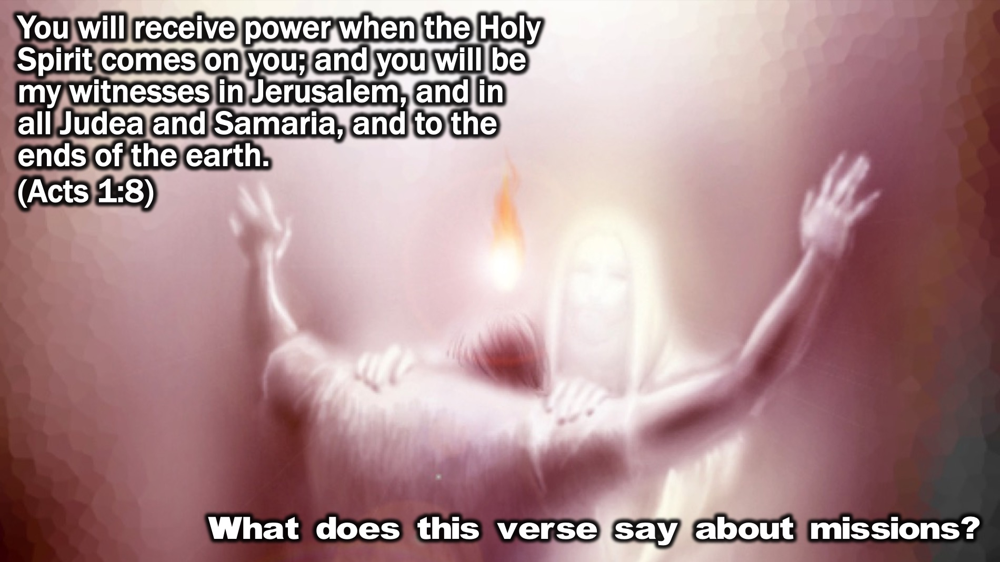 You will receive power when the Holy
Spirit comes on you; and you will be
my witnesses in Jerusalem, and in
all Judea and Samaria, and to the
ends of the earth.
(Acts 1:8)
What does this verse say about missions?